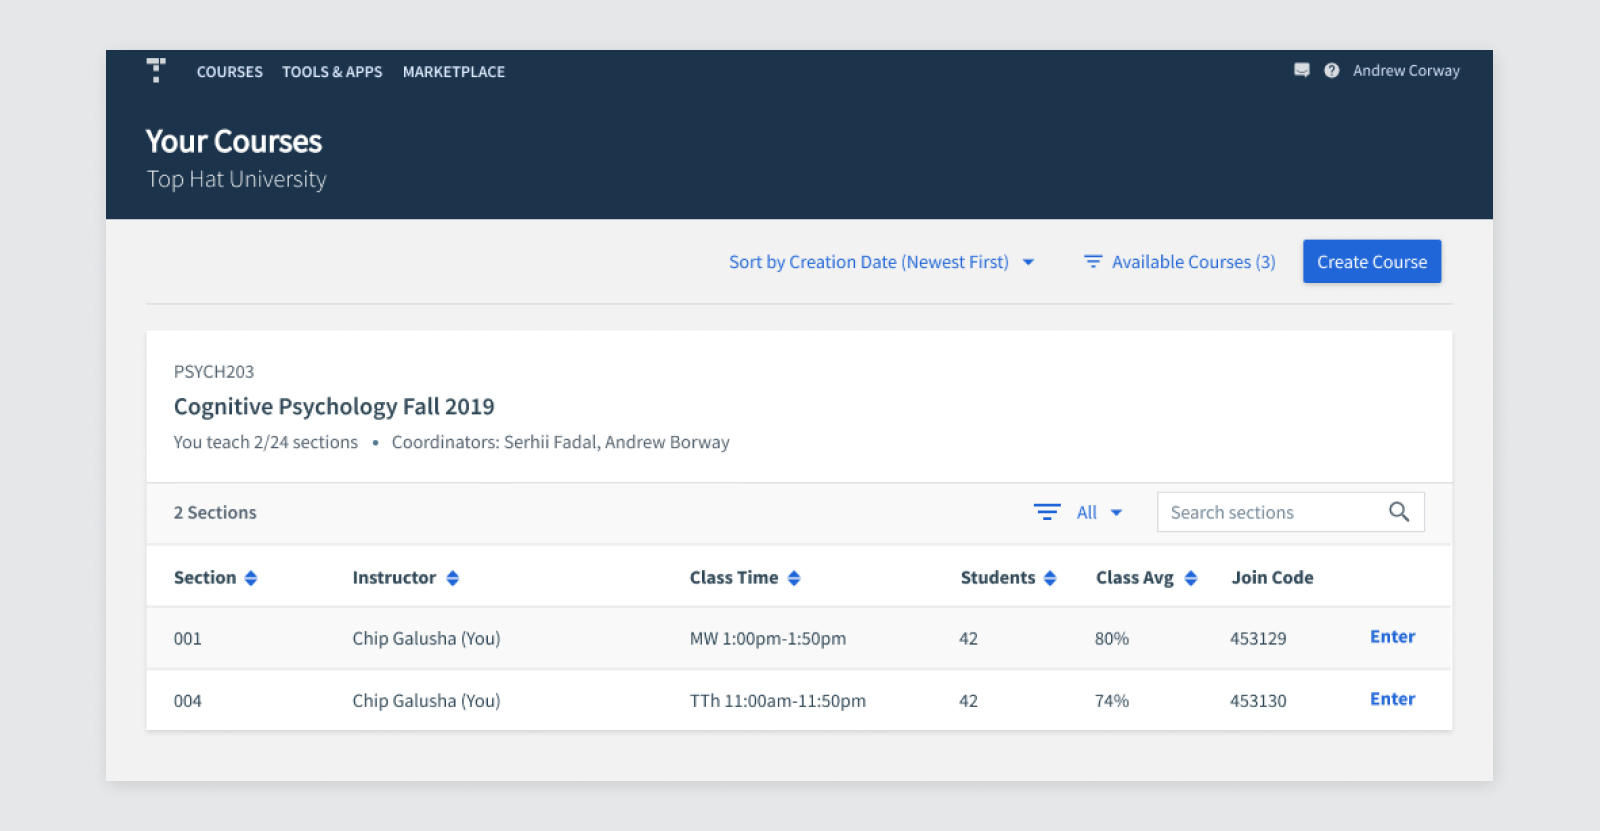 COURSES TOOLS & APPS MARKETPLACE Andrew Corway
Your Courses
Top Hat University
Sort by Creation Date (Newest First) Available Courses (3) Create Course
PSYCH203
Cognitive Psychology Fall 2019
You teach 2/24 sections • Coordinators: Serhii Fadal, Andrew Borway
2 Sections All Search sections
Section Instructor Class Time Students Class Avg Join Code
001 Chip Galusha (You) MW 1:00pm-1:50pm 42 80% 453129 Enter
004 Chip Galusha (You) TTh 11:00am-11:50pm 42 74% 453130 Enter